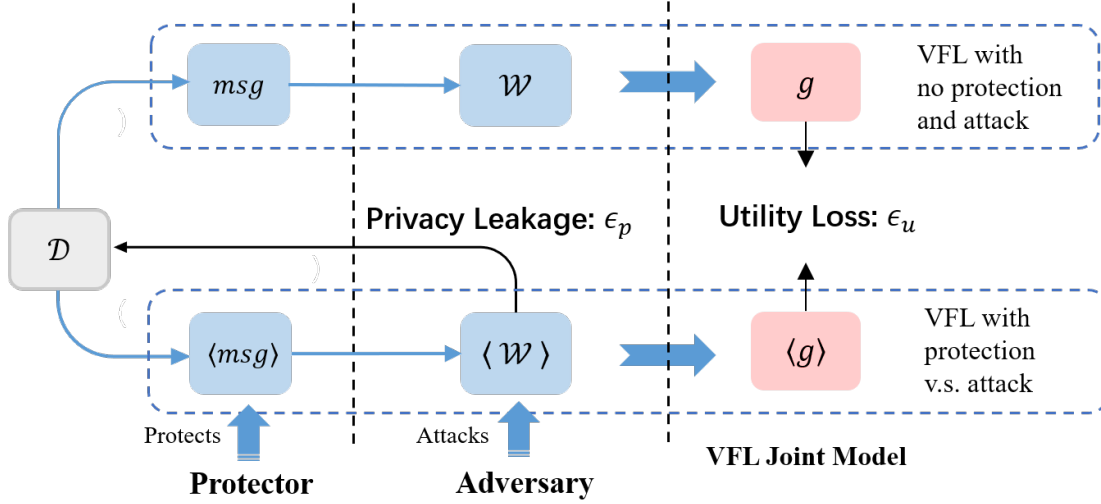 msg
𝒲
g
VFL with
no protection
and attack
𝒟
Privacy Leakage: ϵₚ
Utility Loss: ϵᵤ
⟨msg⟩
⟨ 𝒲 ⟩
⟨g⟩
VFL with
protection
v.s. attack
Protects
Attacks
Protector
Adversary
VFL Joint Model